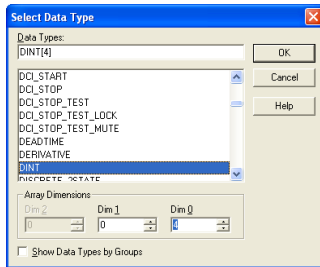 Select Data Type
Data Types:
DINT[4]
OK
Cancel
Help
DCI_START
DCI_STOP
DCI_STOP_TEST
DCI_STOP_TEST_LOCK
DCI_STOP_TEST_MUTE
DEADTIME
DERIVATIVE
DINT
DISCRETE_2STATE
Array Dimensions
Dim 2 Dim 1 Dim 0
0 0 4
Show Data Types by Groups